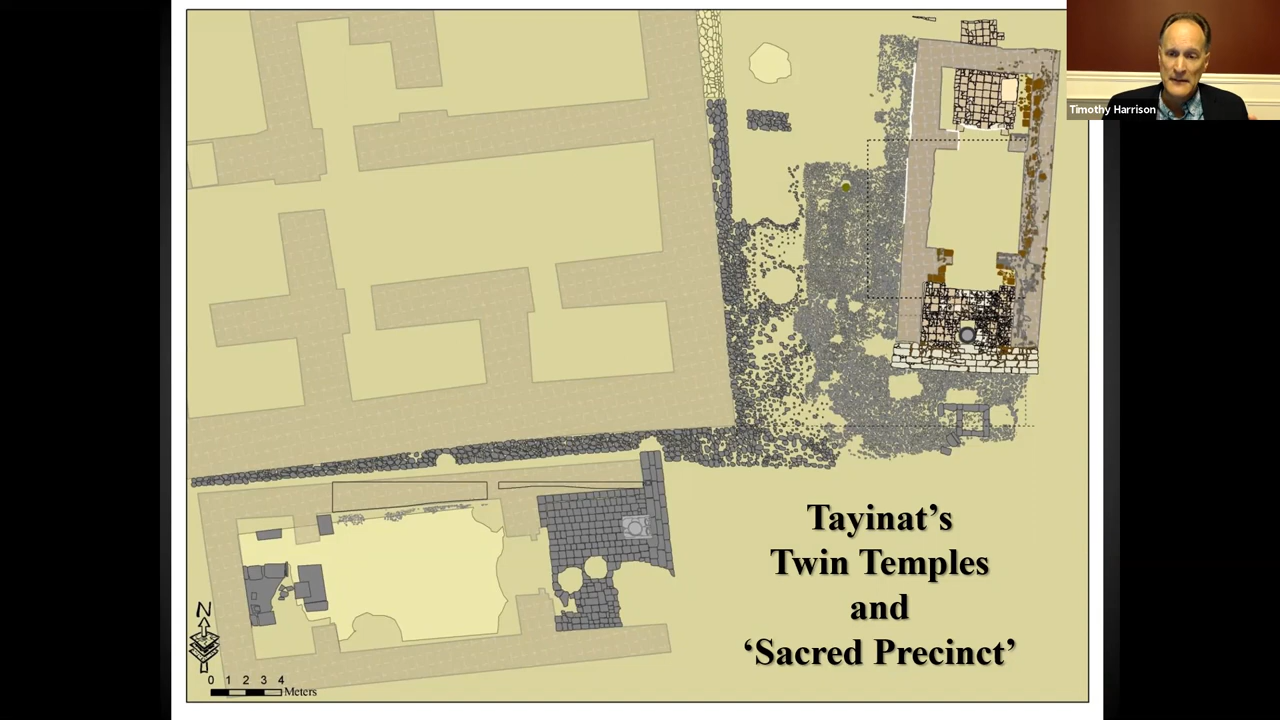 Timothy Harrison
Tayinat’s
Twin Temples
and
‘Sacred Precinct’
N
0 1 2 3 4
Meters